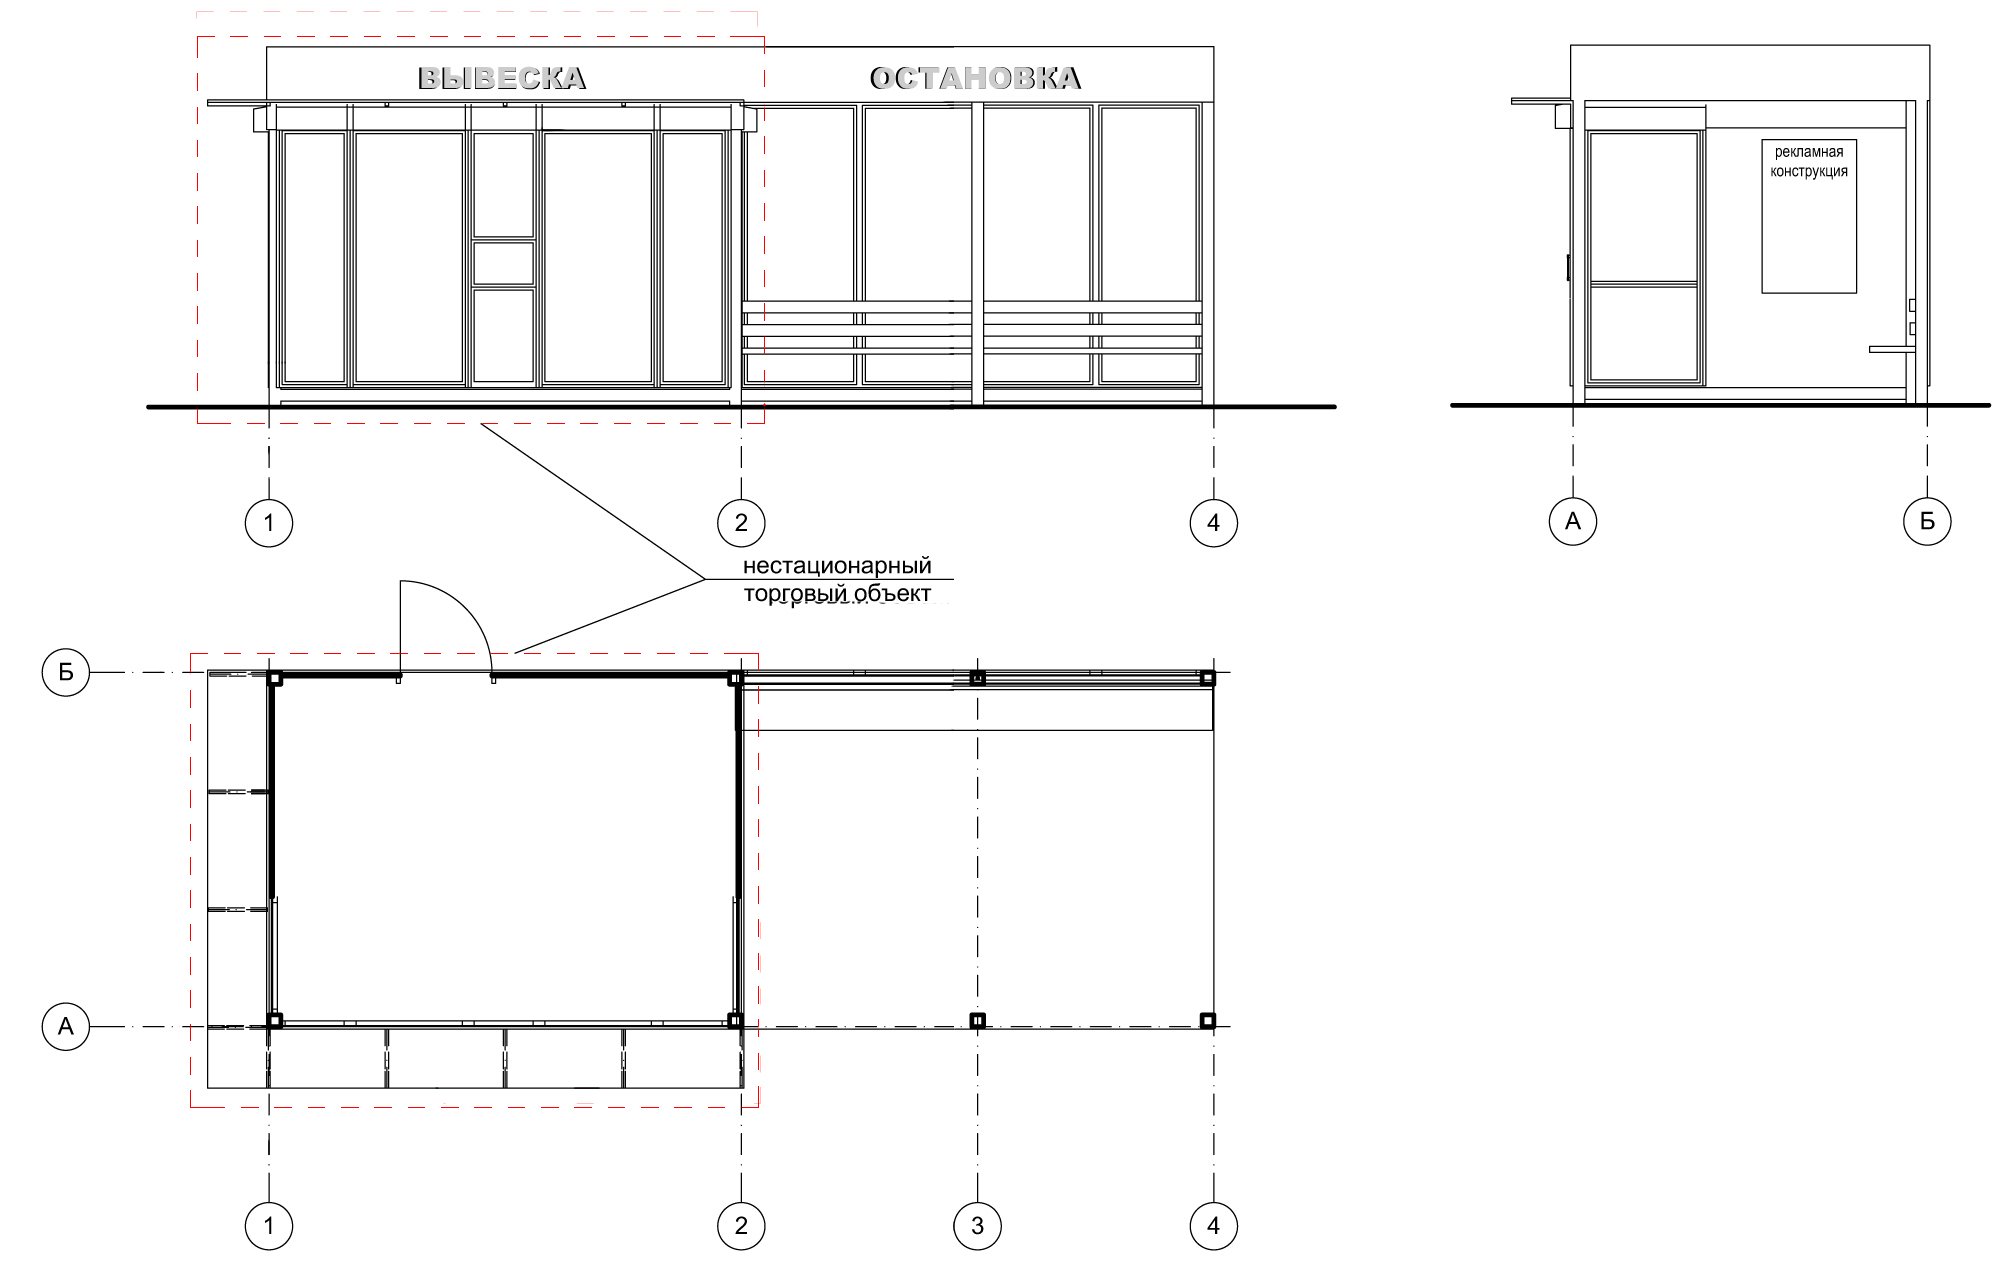 ВЫВЕСКА
ОСТАНОВКА
рекламная
конструкция
1
2
4
А
Б
нестационарный
торговый объект
Б
А
1
2
3
4